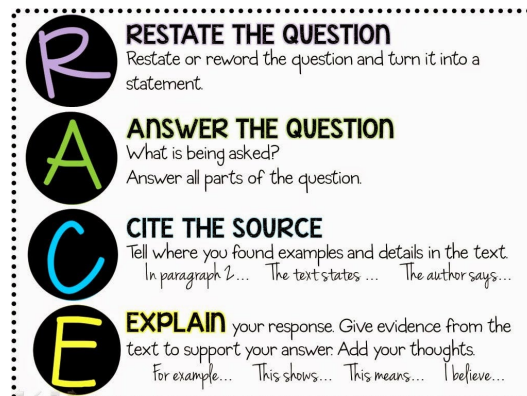 R
RESTATE THE QUESTION
Restate or reword the question and turn it into a
statement.
A
ANSWER THE QUESTION
What is being asked?
Answer all parts of the question.
C
CITE THE SOURCE
Tell where you found examples and details in the text.
In paragraph 2... The text states ... The author says...
E
EXPLAIN your response. Give evidence from the
text to support your answer. Add your thoughts.
For example... This shows... This means... I believe...